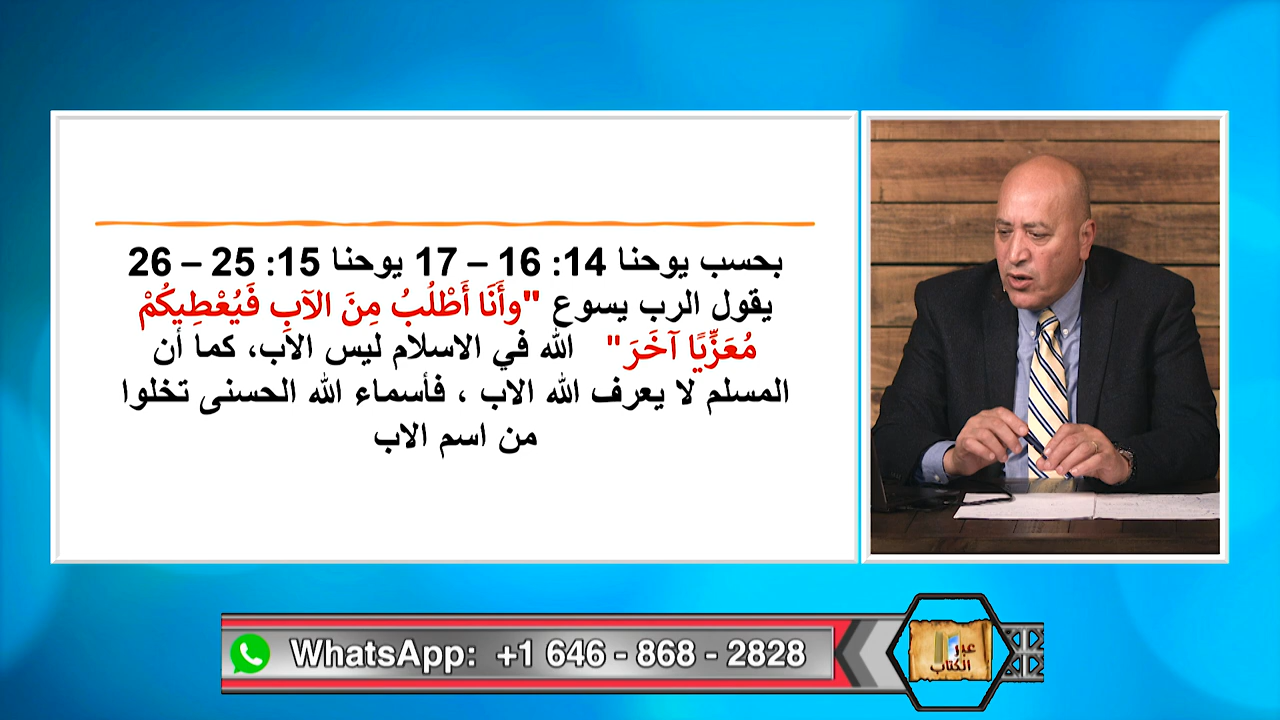 بحسب يوحنا 14: 16 – 17 يوحنا 15: 25 – 26
يقول الرب يسوع "وأَنَا أَطْلُبُ مِنَ الآبِ فَيُعْطِيكُمْ
مُعَزِّيًا آخَرَ" الله في الاسلام ليس الآب، كما أن
المسلم لا يعرف الله الاب ، فأسماء الله الحسنى تخلوا
من اسم الاب
WhatsApp: +1 646 - 868 - 2828
عبر
الكتاب